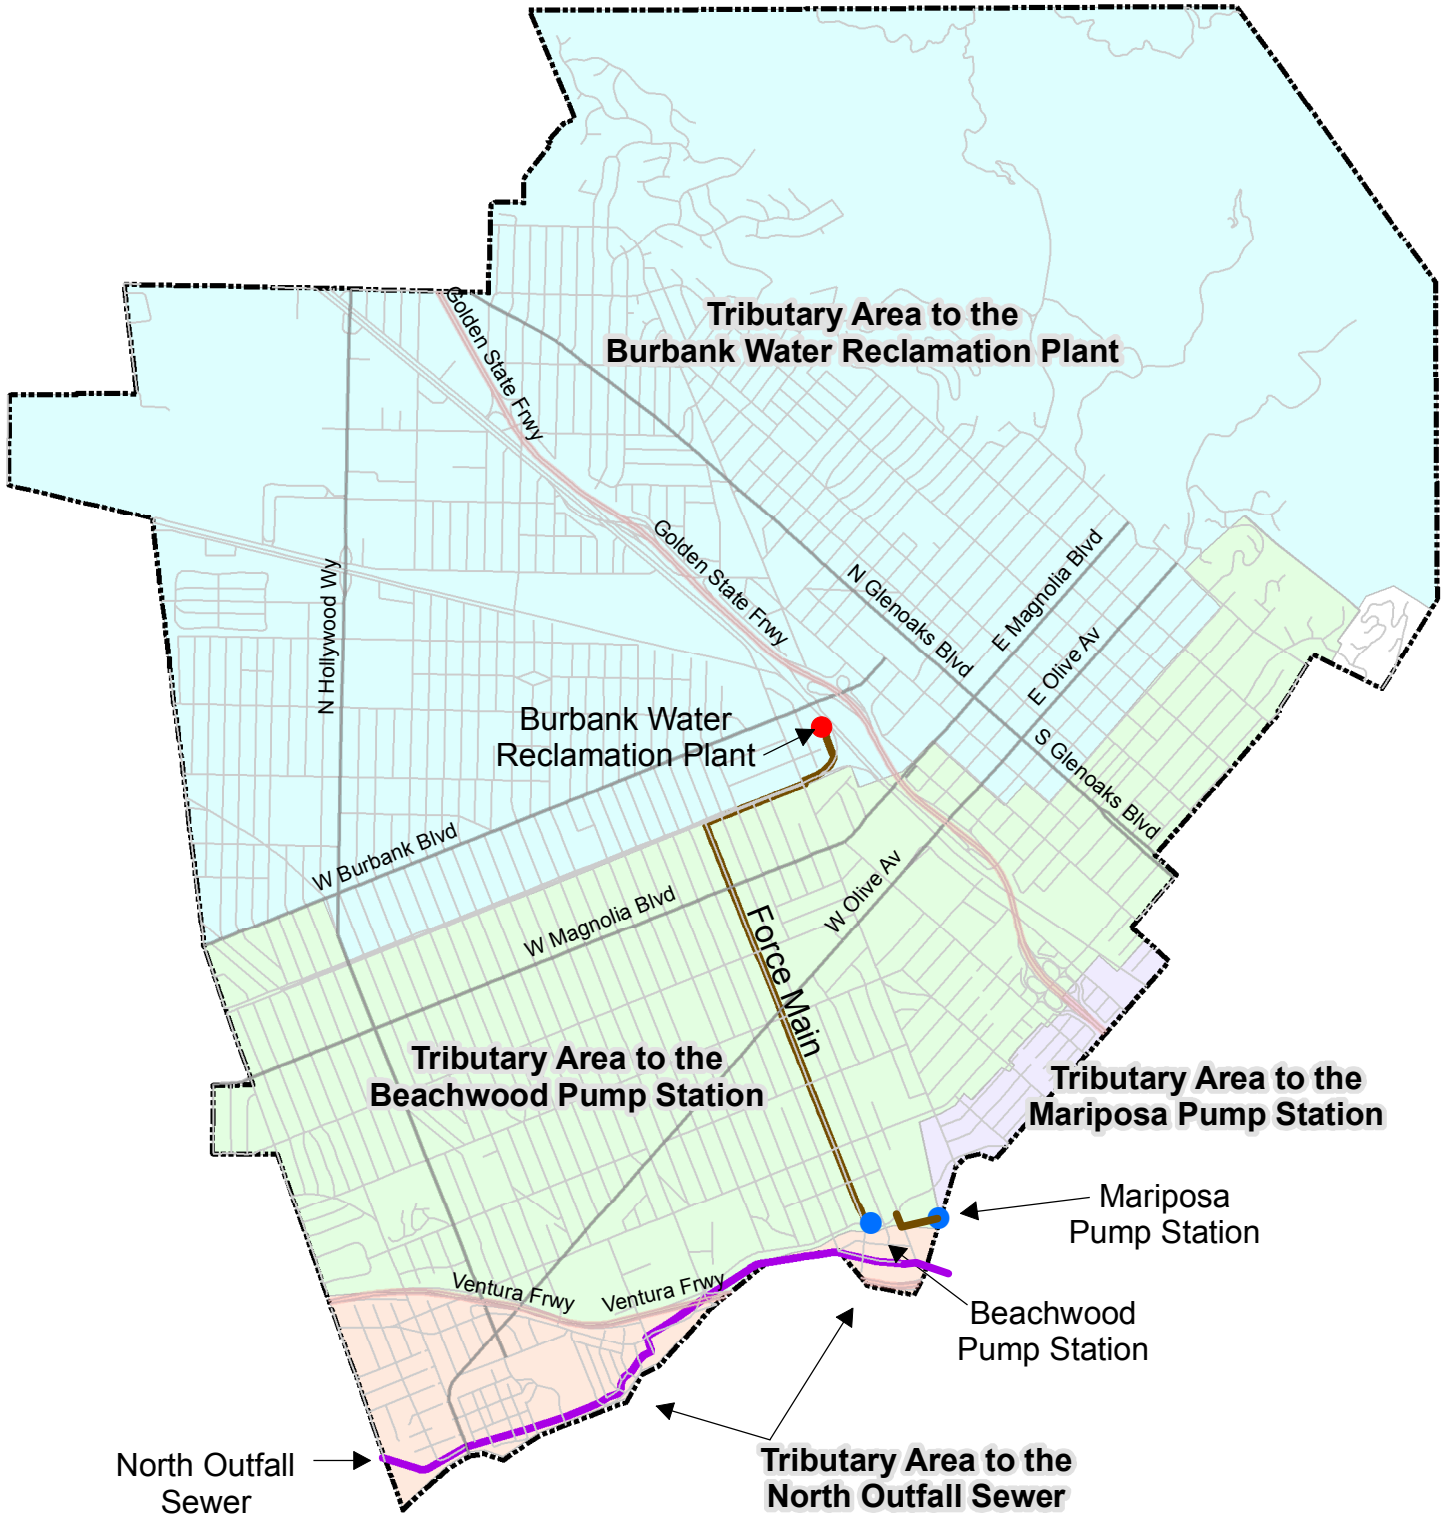 Golden State Frwy
Tributary Area to the
Burbank Water Reclamation Plant
Golden State Frwy
N Hollywood Wy
N Glenoaks Blvd
E Magnolia Blvd
E Olive Av
Burbank Water
Reclamation Plant
S Glenoaks Blvd
W Burbank Blvd
W Magnolia Blvd
W Olive Av
Force Main
Tributary Area to the
Beachwood Pump Station
Tributary Area to the
Mariposa Pump Station
Mariposa
Pump Station
Ventura Frwy
Ventura Frwy
Beachwood
Pump Station
North Outfall
Sewer
Tributary Area to the
North Outfall Sewer